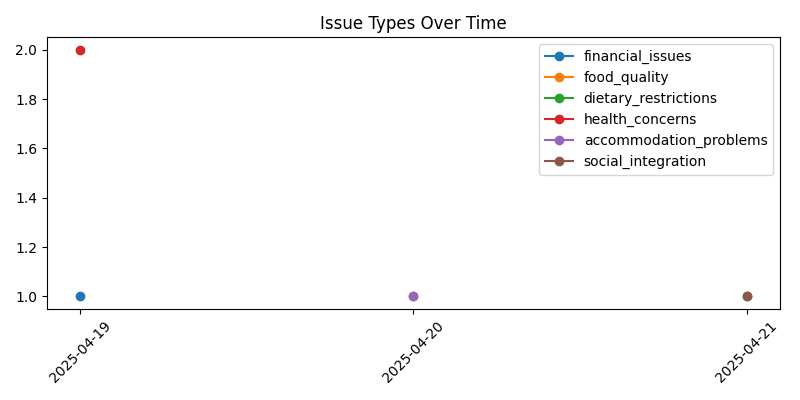 Issue Types Over Time
2.0
1.8
1.6
1.4
1.2
1.0
financial_issues
food_quality
dietary_restrictions
health_concerns
accommodation_problems
social_integration
2025-04-19
2025-04-20
2025-04-21